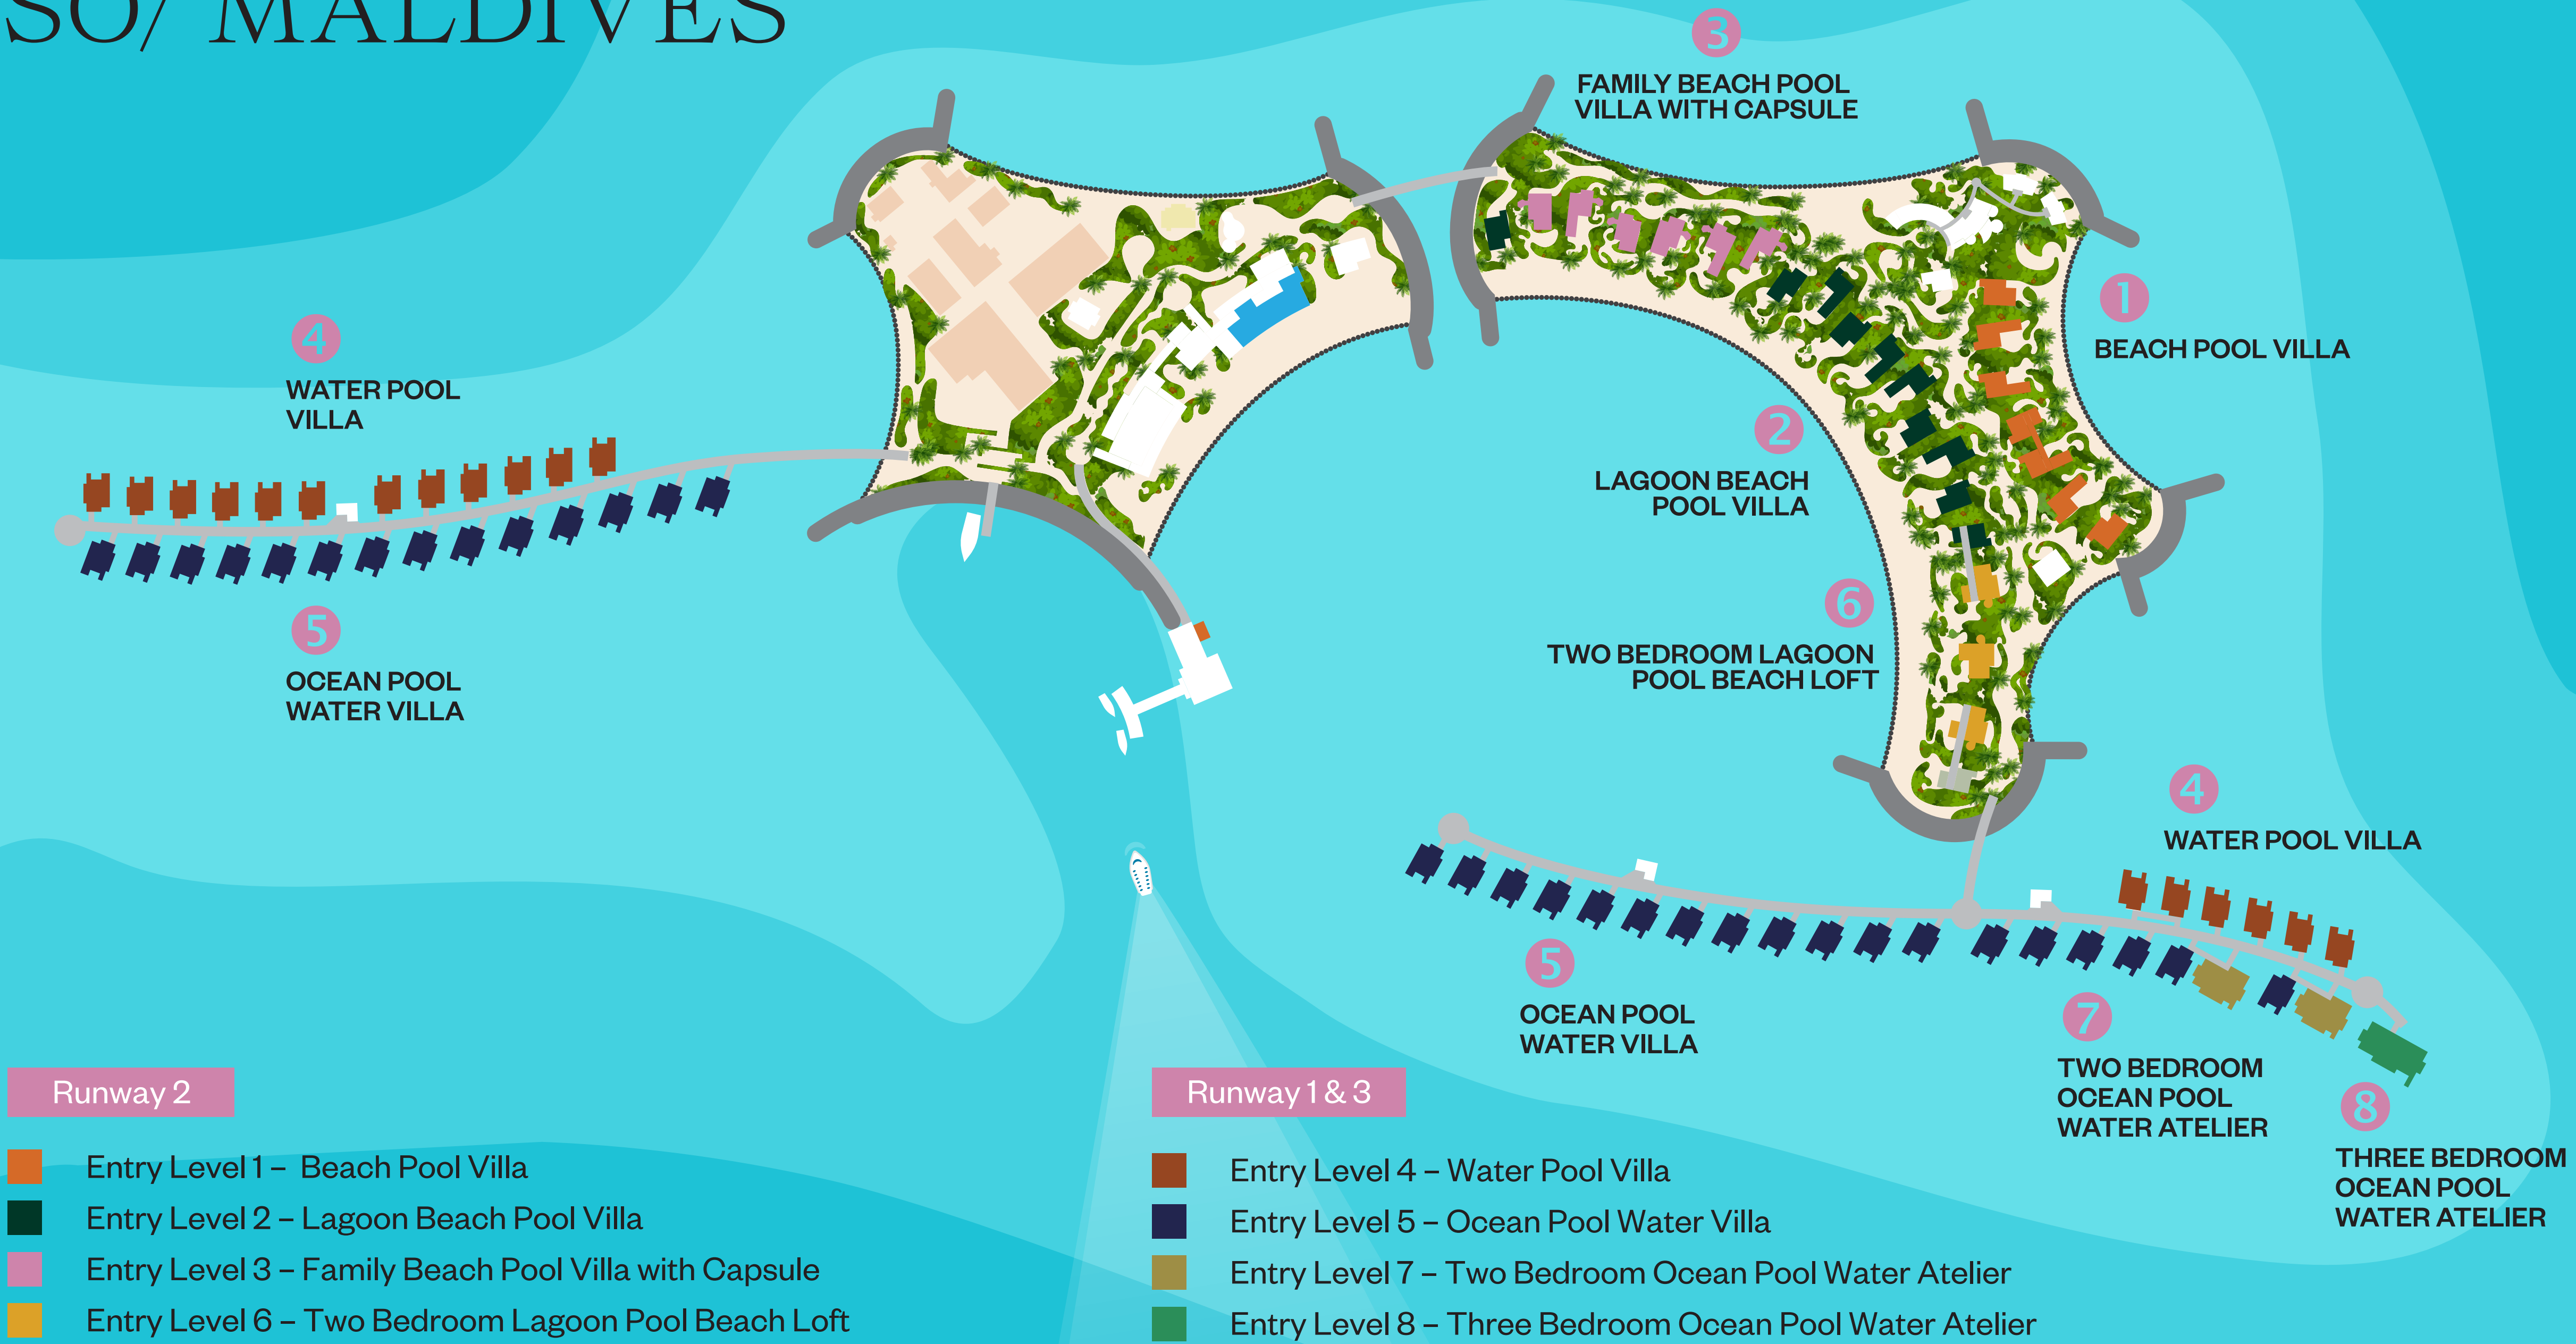 SO/ MALDIVES
3
FAMILY BEACH POOL
VILLA WITH CAPSULE
1
BEACH POOL VILLA
4
WATER POOL
VILLA
2
LAGOON BEACH
POOL VILLA
5
OCEAN POOL
WATER VILLA
6
TWO BEDROOM LAGOON
POOL BEACH LOFT
4
WATER POOL VILLA
5
OCEAN POOL
WATER VILLA
7
TWO BEDROOM
OCEAN POOL
WATER ATELIER
8
THREE BEDROOM
OCEAN POOL
WATER ATELIER
Runway 2
Entry Level 1 – Beach Pool Villa
Entry Level 2 – Lagoon Beach Pool Villa
Entry Level 3 – Family Beach Pool Villa with Capsule
Entry Level 6 – Two Bedroom Lagoon Pool Beach Loft
Runway 1 & 3
Entry Level 4 – Water Pool Villa
Entry Level 5 – Ocean Pool Water Villa
Entry Level 7 – Two Bedroom Ocean Pool Water Atelier
Entry Level 8 – Three Bedroom Ocean Pool Water Atelier